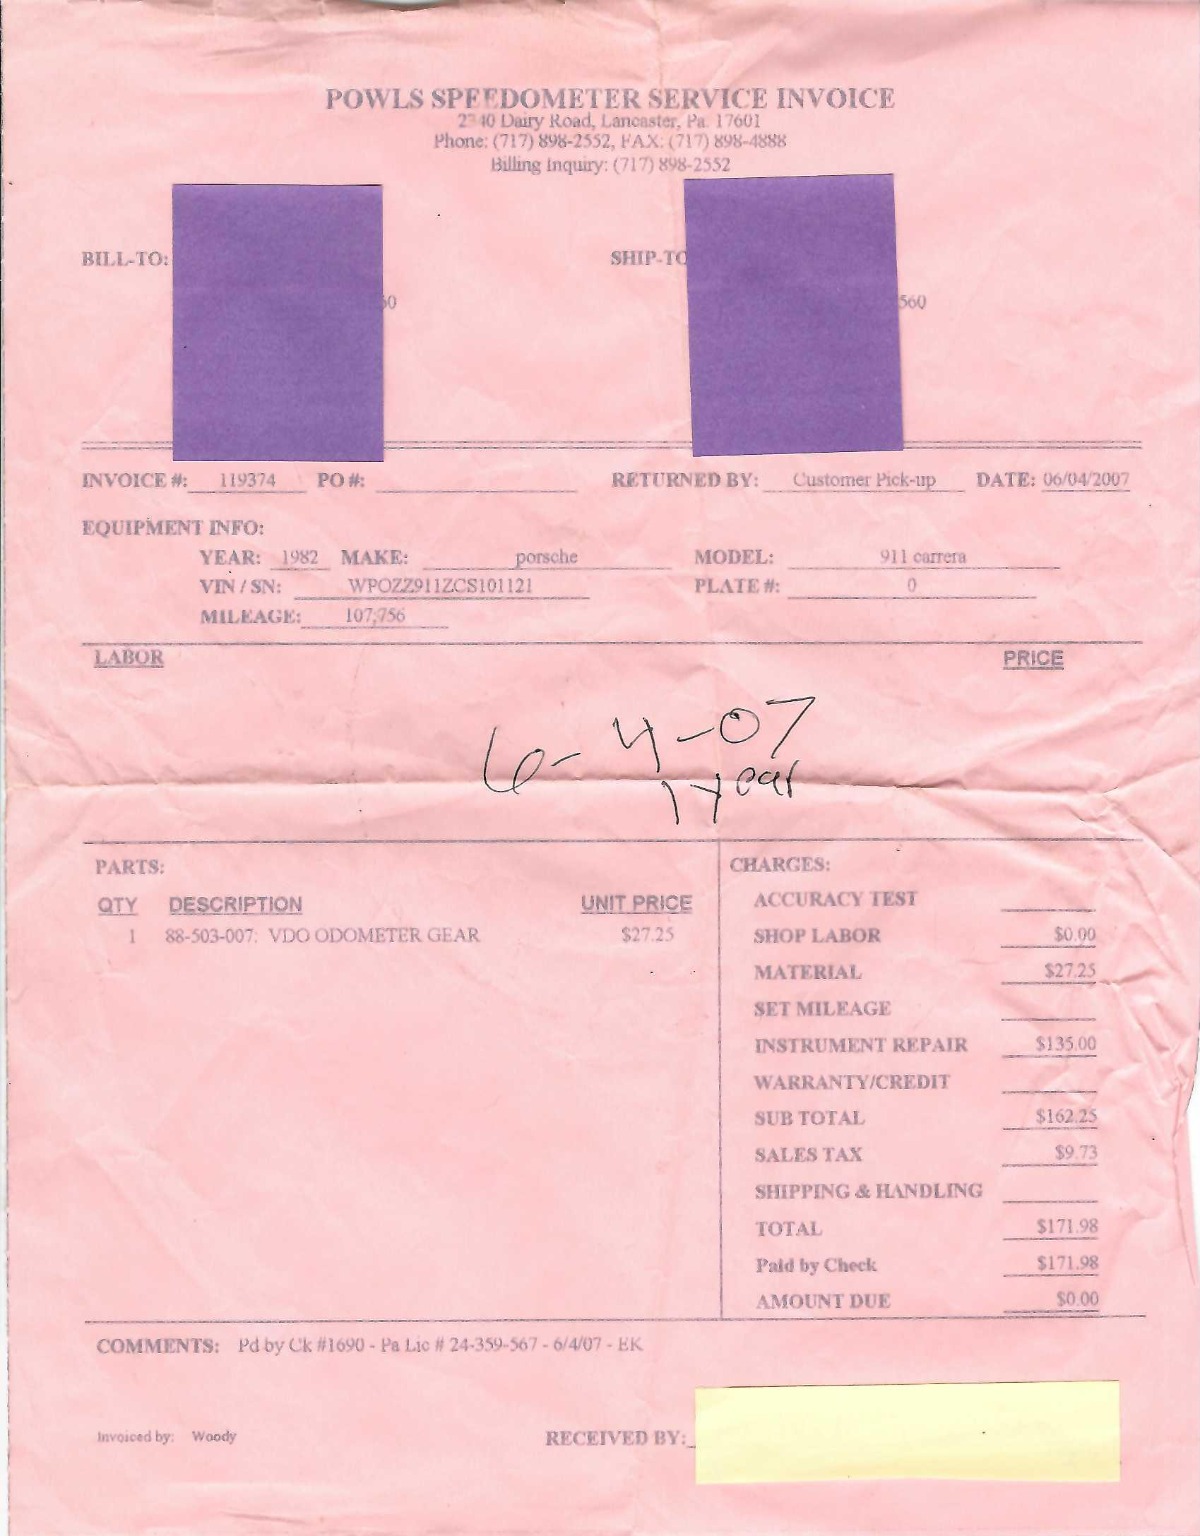 POWLS SPEEDOMETER SERVICE INVOICE
Dairy Road, Lancaster, Pa. 17601
Phone: (717) 898-2552, FAX: (717) 898-4888
Billing Inquiry: (717) 898-2552
BILL-TO: SHIP-TO
560
INVOICE #: 119374 PO #: RETURNED BY: Customer Pick-up DATE: 06/04/2007
EQUIPMENT INFO:
YEAR: 1982 MAKE: porsche MODEL: 911 carrera
VIN / SN: WPOZZ911ZCS101121 PLATE #: 0
MILEAGE: 107,756
LABOR PRICE
6-4-07
1 year
PARTS: CHARGES:
QTY DESCRIPTION UNIT PRICE ACCURACY TEST
1 88-503-007: VDO ODOMETER GEAR $27.25 SHOP LABOR $0.00
MATERIAL $27.25
SET MILEAGE
INSTRUMENT REPAIR $135.00
WARRANTY/CREDIT
SUB TOTAL $162.25
SALES TAX $9.73
SHIPPING & HANDLING
TOTAL $171.98
Paid by Check $171.98
AMOUNT DUE $0.00
COMMENTS: Pd by Ck #1690 - Pa Lic # 24-359-567 - 6/4/07 - EK
Invoiced by: Woody RECEIVED BY: